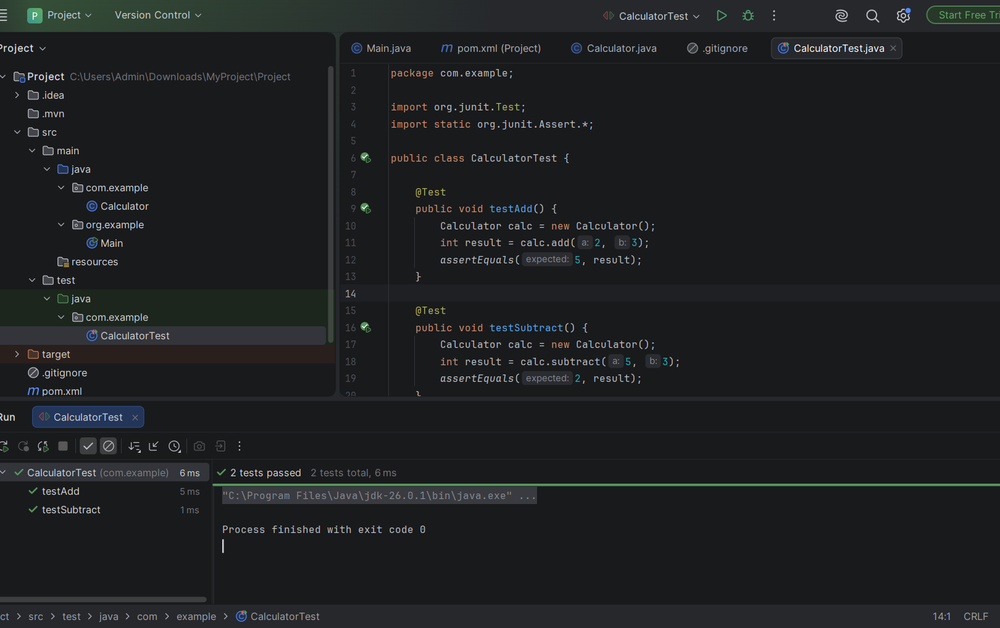 P Project Version Control CalculatorTest Start Free Tri
Project
Project C:\Users\Admin\Downloads\MyProject\Project
.idea
.mvn
src
main
java
com.example
Calculator
org.example
Main
resources
test
java
com.example
CalculatorTest
target
.gitignore
pom.xml
Main.java pom.xml (Project) Calculator.java .gitignore CalculatorTest.java
1 package com.example;
2
3 import org.junit.Test;
4 import static org.junit.Assert.*;
5
6 public class CalculatorTest {
7
8 @Test
9 public void testAdd() {
10 Calculator calc = new Calculator();
11 int result = calc.add( a: 2, b: 3);
12 assertEquals( expected: 5, result);
13 }
14
15 @Test
16 public void testSubtract() {
17 Calculator calc = new Calculator();
18 int result = calc.subtract( a: 5, b: 3);
19 assertEquals( expected: 2, result);
20 }
Run CalculatorTest
CalculatorTest (com.example) 6 ms
testAdd 5 ms
testSubtract 1 ms
2 tests passed 2 tests total, 6 ms
"C:\Program Files\Java\jdk-26.0.1\bin\java.exe" ...
Process finished with exit code 0
ct > src > test > java > com > example > CalculatorTest 14:1 CRLF